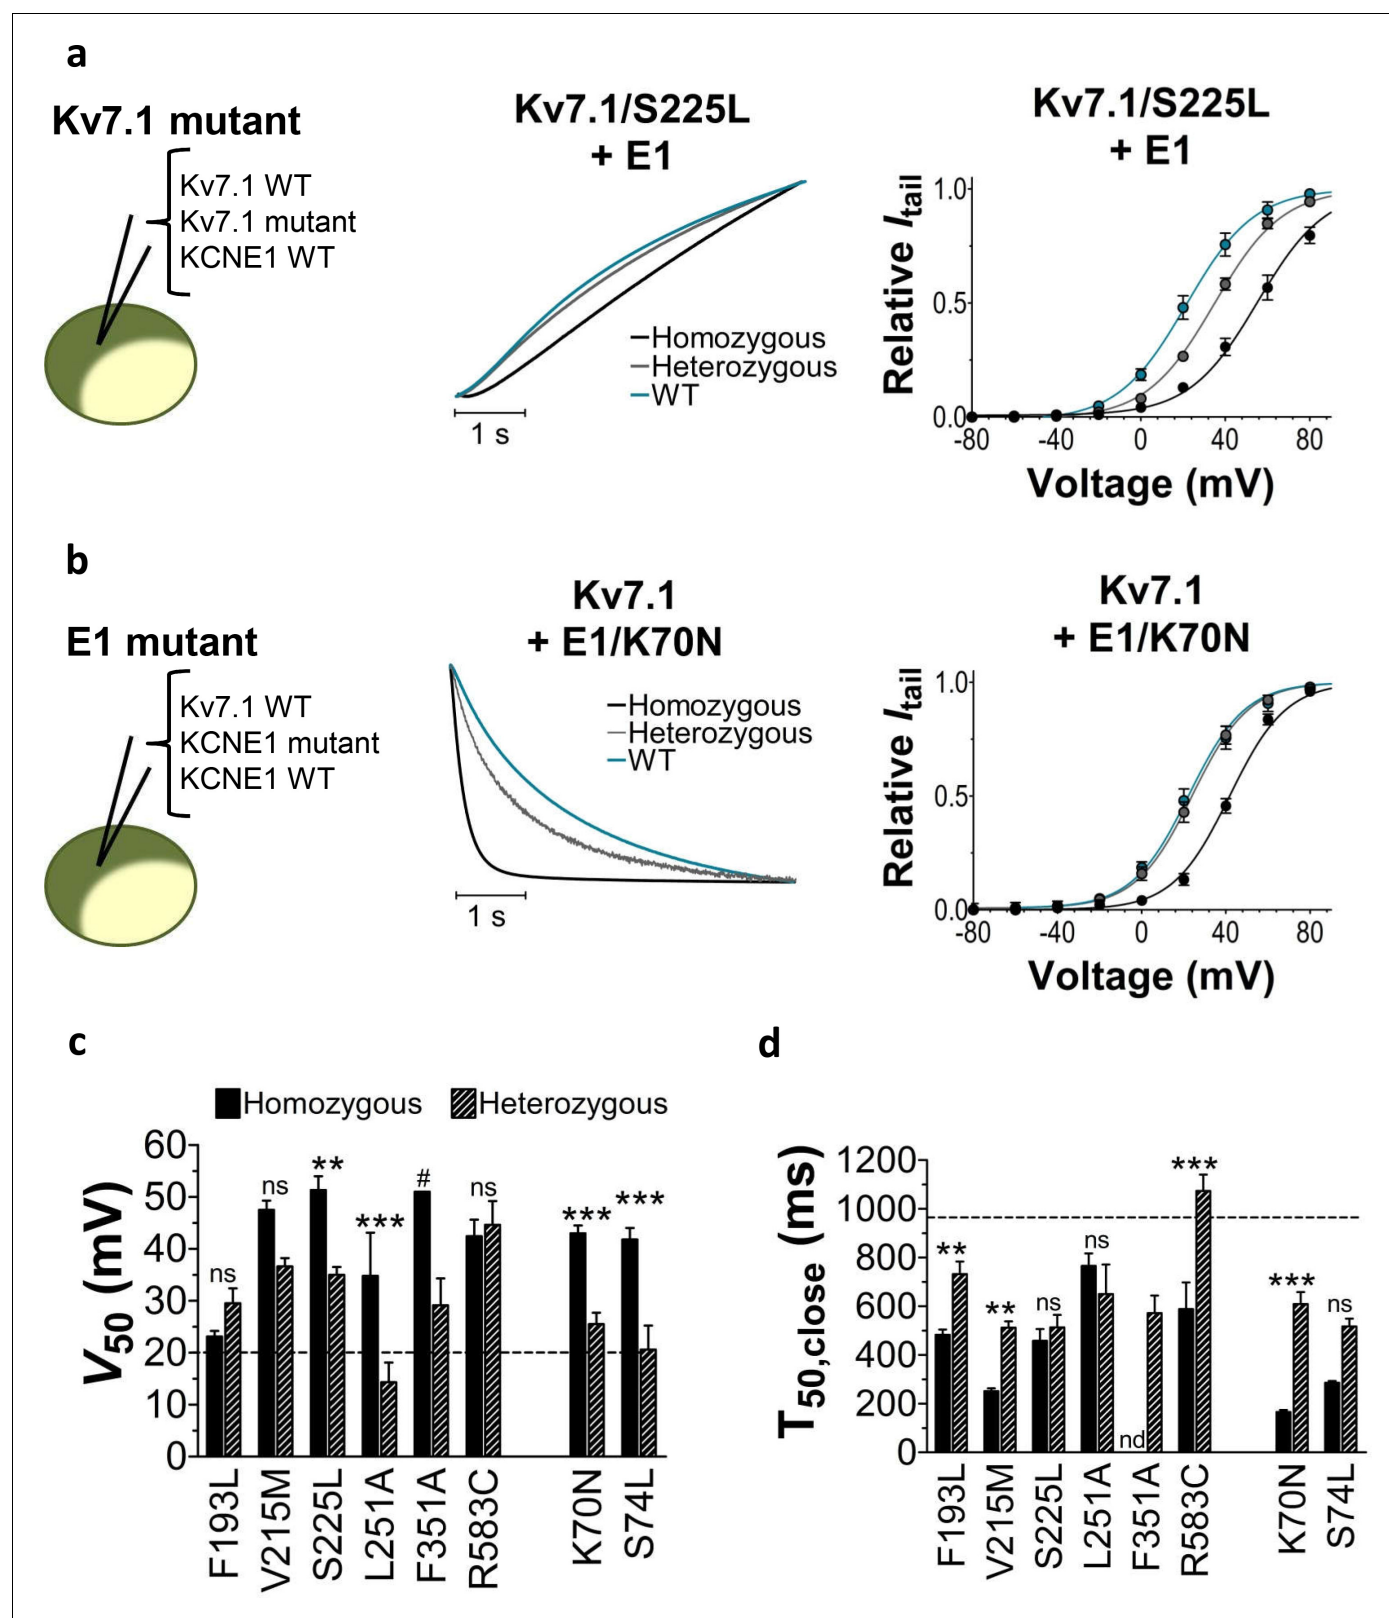 a
Kv7.1 mutant
Kv7.1 WT
Kv7.1 mutant
KCNE1 WT
Kv7.1/S225L
+ E1
Homozygous
Heterozygous
WT
1 s
Kv7.1/S225L
+ E1
Relative Itail
1.0
0.5
0.0
-80 -40 0 40 80
Voltage (mV)
b
E1 mutant
Kv7.1 WT
KCNE1 mutant
KCNE1 WT
Kv7.1
+ E1/K70N
Homozygous
Heterozygous
WT
1 s
Kv7.1
+ E1/K70N
Relative Itail
1.0
0.5
0.0
-80 -40 0 40 80
Voltage (mV)
c
Homozygous Heterozygous
V50 (mV)
60
50
40
30
20
10
0
ns ns ** *** # ns *** ***
F193L V215M S225L L251A F351A R583C K70N S74L
d
T50,close (ms)
1200
1000
800
600
400
200
0
** ** ns ns nd *** *** ns
F193L V215M S225L L251A F351A R583C K70N S74L